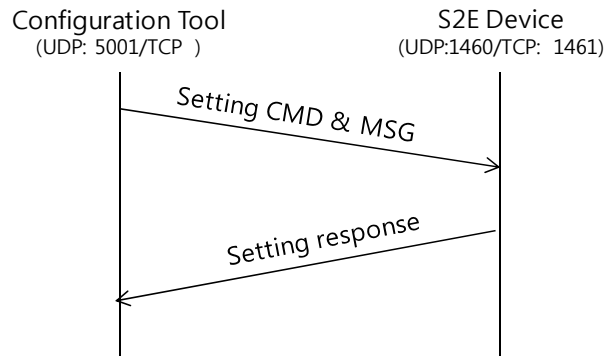 Configuration Tool
(UDP: 5001/TCP )
S2E Device
(UDP:1460/TCP: 1461)
Setting CMD & MSG
Setting response